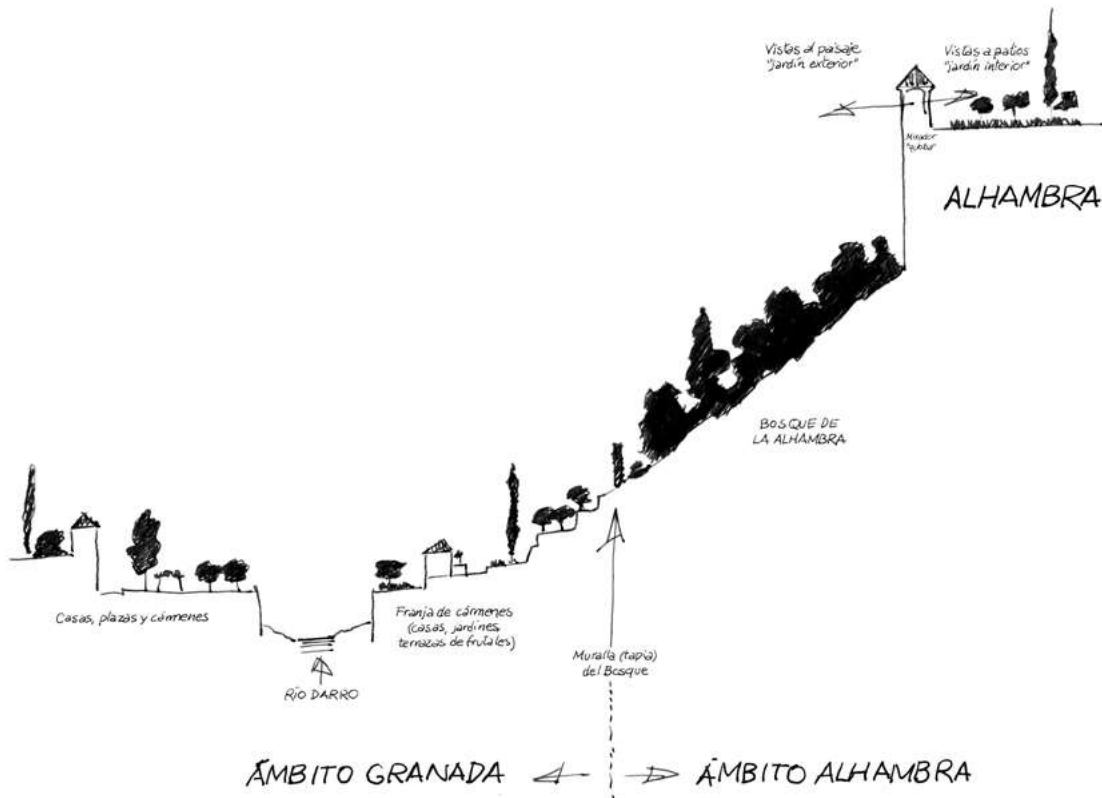 Vistas al paisaje
"jardín exterior"
Vistas a patios
"jardín interior"
Mirador
"qubba"
ALHAMBRA
BOSQUE DE
LA ALHAMBRA
Casas, plazas y cármenes
Franja de cármenes
(casas, jardines,
terrazas de frutales)
RÍO DARRO
Muralla (tapia)
del Bosque
ÁMBITO GRANADA
ÁMBITO ALHAMBRA